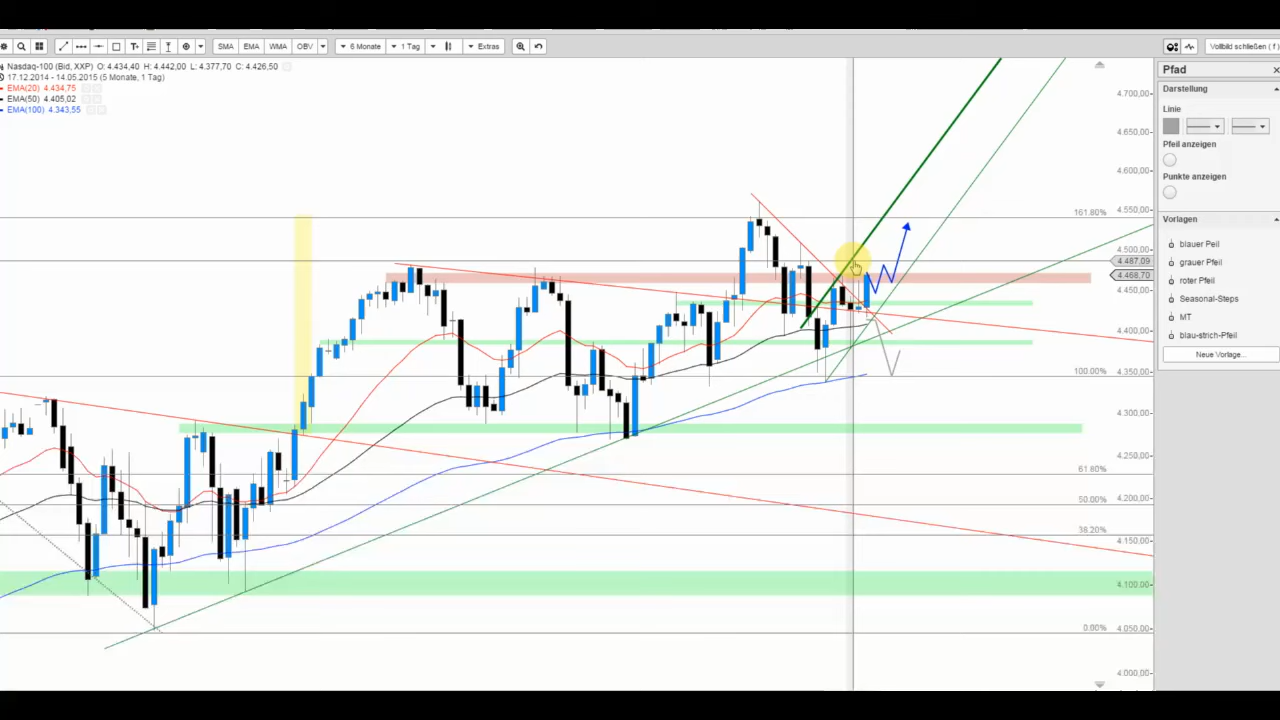 SMA EMA WMA OBV 6 Monate 1 Tag Extras Vollbild schließen ( f )
Nasdaq-100 (Bid, XXP) O: 4.434,40 H: 4.442,00 L: 4.377,70 C: 4.426,50
17.12.2014 - 14.05.2015 (5 Monate, 1 Tag)
EMA(20) 4.434,75
EMA(50) 4.405,02
EMA(100) 4.343,55
4.700,00
4.650,00
4.600,00
4.550,00
161.80%
4.500,00
4.487.09
4.468.70
4.450,00
4.400,00
100.00%
4.350,00
4.300,00
4.250,00
61.80%
4.200,00
50.00%
38.20%
4.150,00
4.100,00
4.050,00
0.00%
4.000,00
Pfad
Darstellung
Linie
Pfeil anzeigen
Punkte anzeigen
Vorlagen
blauer Peil
grauer Pfeil
roter Pfeil
Seasonal-Steps
MT
blau-strich-Pfeil
Neue Vorlage...